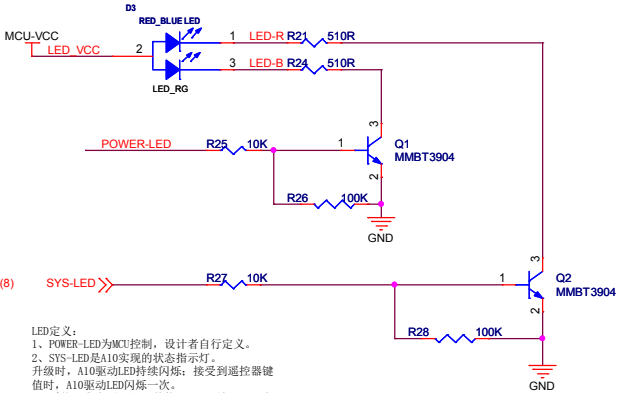 D3
RED_BLUE LED
MCU-VCC
LED_VCC
2
1 LED-R R21 510R
3 LED-B R24 510R
LED_RG
3
POWER-LED R25 10K 1 Q1
MMBT3904
2
R26 100K
GND
3
(8) SYS-LED R27 10K 1 Q2
MMBT3904
2
R28 100K
GND
LED定义:
1、POWER-LED为MCU控制, 设计者自行定义。
2、SYS-LED是A10实现的状态指示灯。
升级时, A10驱动LED持续闪烁; 接受到遥控器键
值时, A10驱动LED闪烁一次。